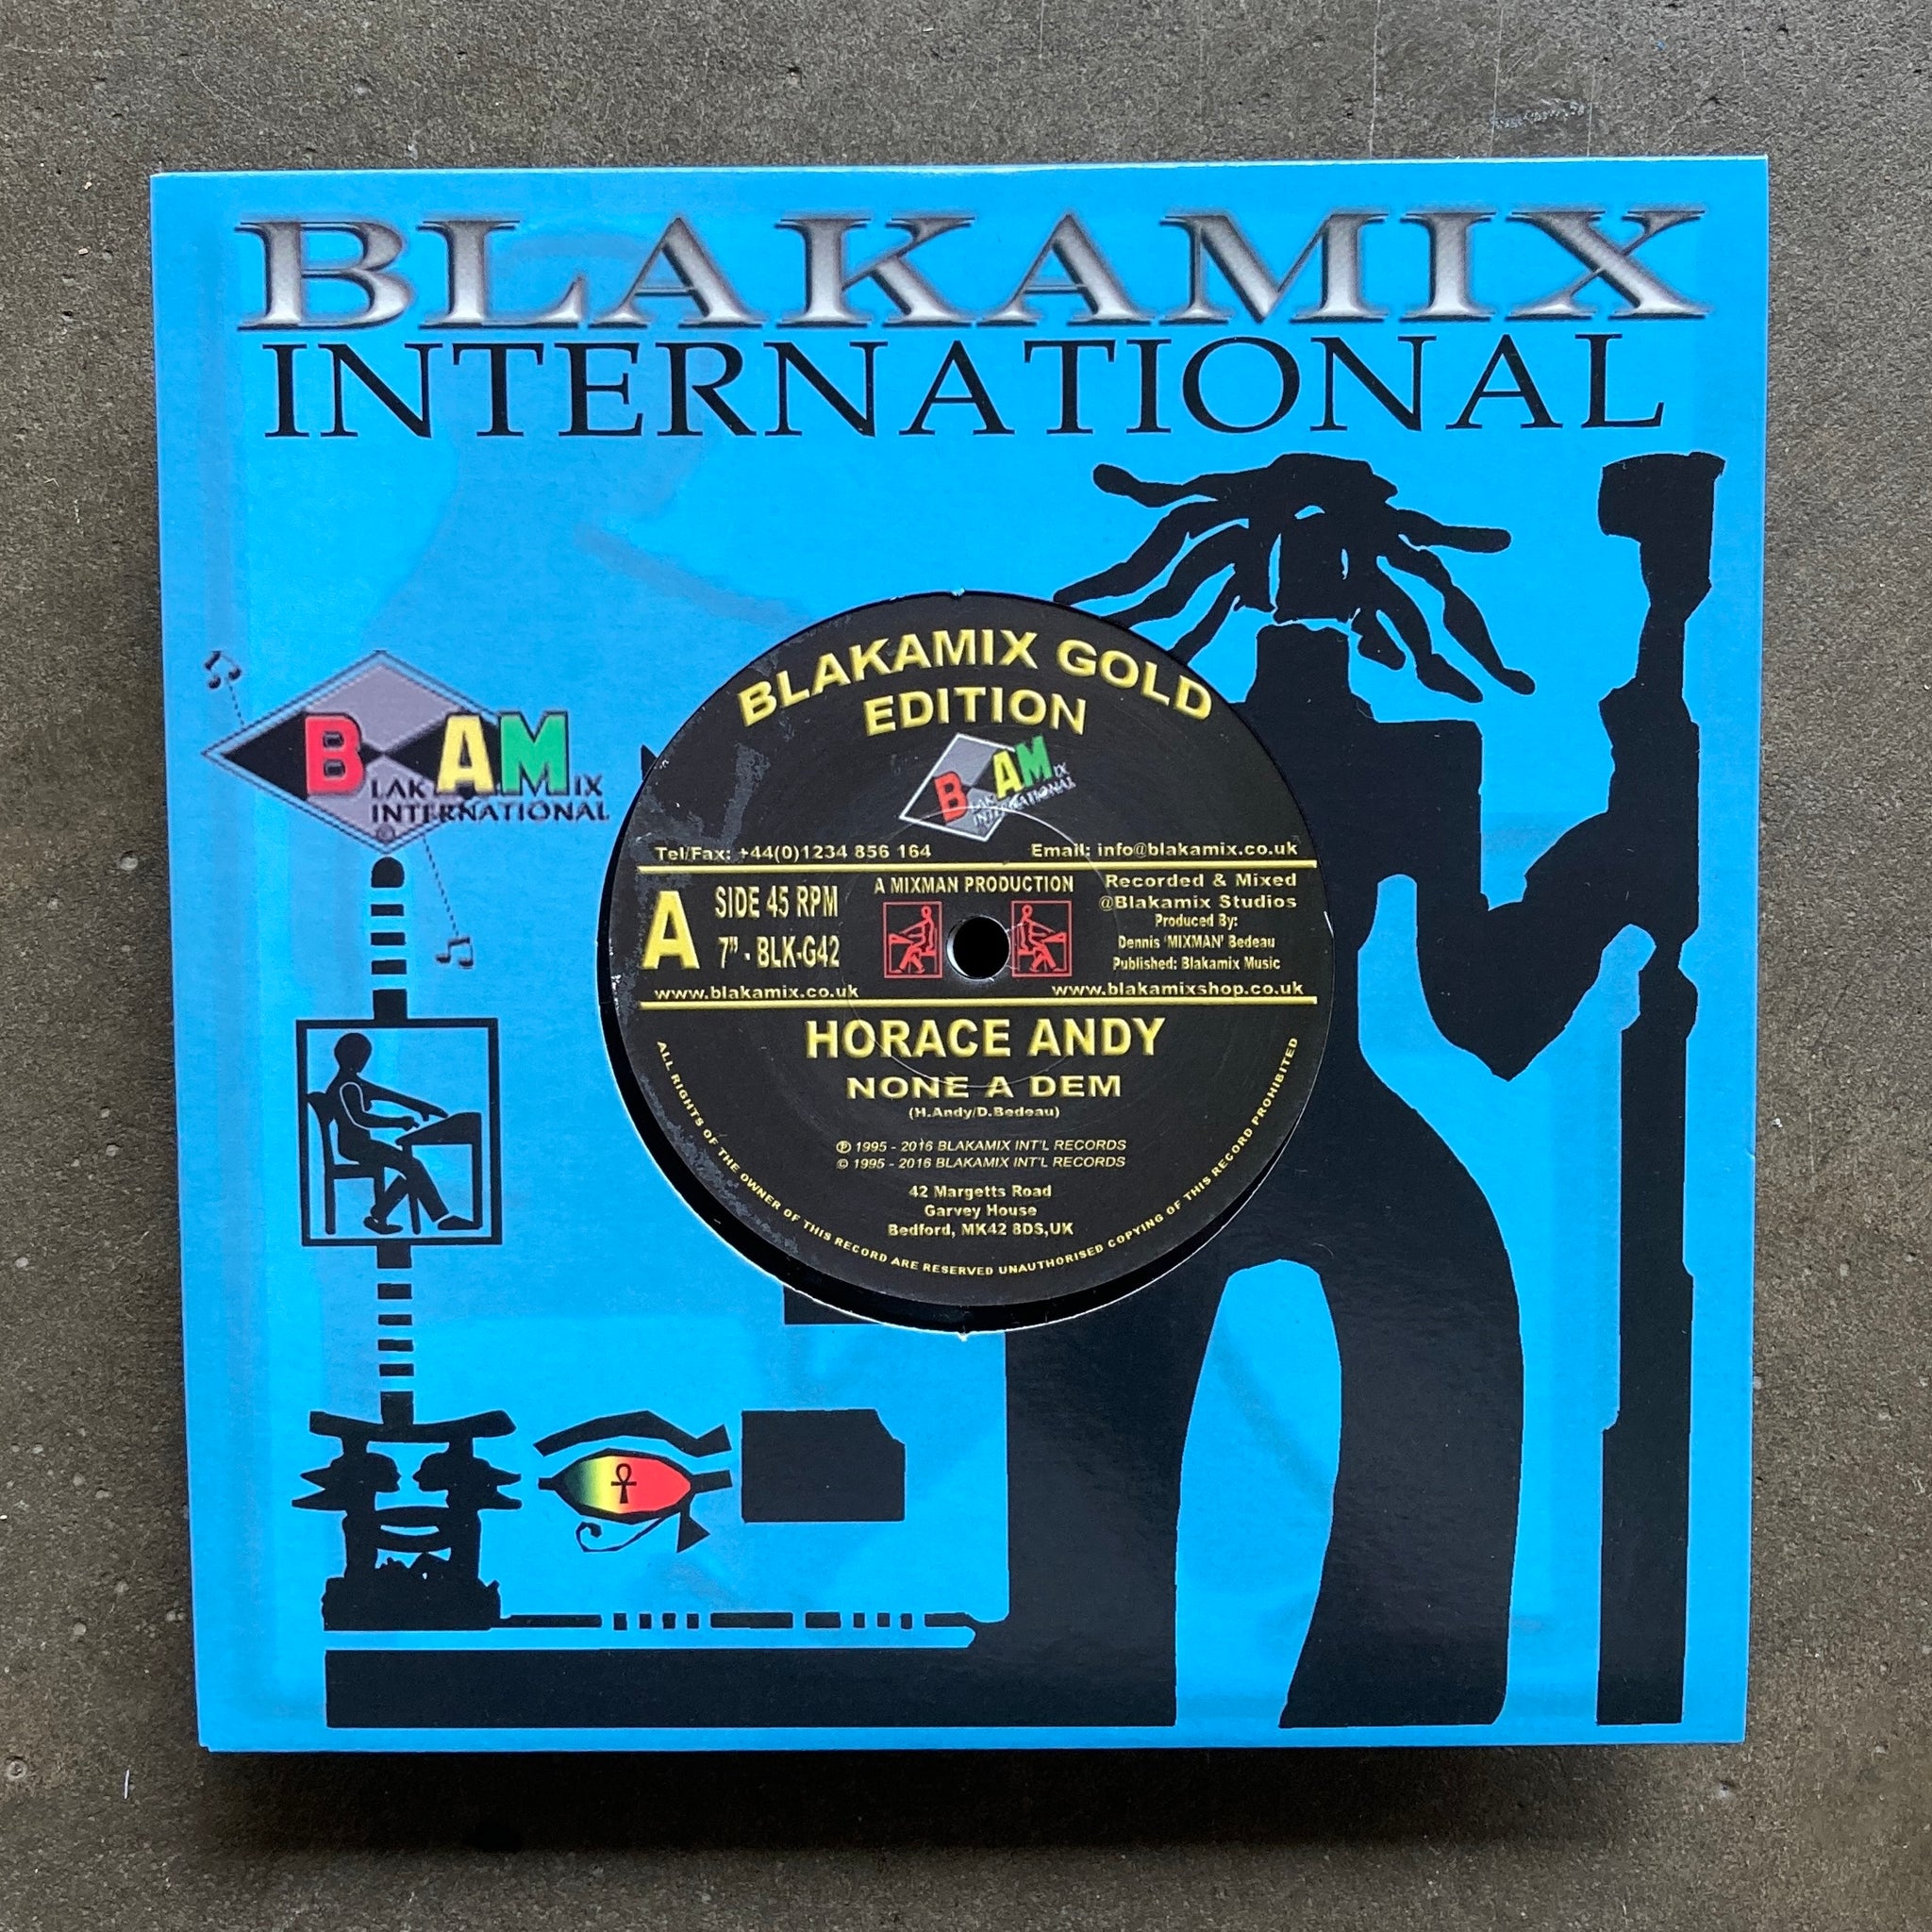 BLAKAMIX
INTERNATIONAL
BLAKAMIX
INTERNATIONAL
©
BLAKAMIX GOLD
EDITION
BLAKAMIX
INTERNATIONAL
Tel/Fax: +44(0)1234 856 164
Email: info@blakamix.co.uk
A SIDE 45 RPM
7" - BLK-G42
A MIXMAN PRODUCTION
Recorded & Mixed
@Blakamix Studios
Produced By:
Dennis 'MIXMAN' Bedeau
Published: Blakamix Music
www.blakamix.co.uk
www.blakamixshop.co.uk
HORACE ANDY
NONE A DEM
(H.Andy/D.Bedeau)
℗ 1995 - 2016 BLAKAMIX INT'L RECORDS
© 1995 - 2016 BLAKAMIX INT'L RECORDS
42 Margetts Road
Garvey House
Bedford, MK42 8DS,UK
ALL RIGHTS OF THE OWNER OF THIS RECORD ARE RESERVED UNAUTHORISED COPYING OF THIS RECORD PROHIBITED